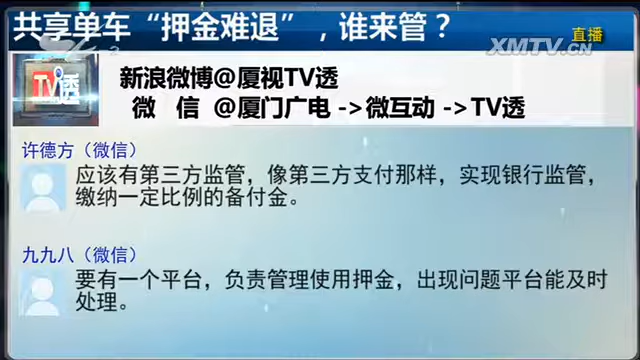 共享单车“押金难退”，谁来管？
直播
XMTV.CN
TV透
新浪微博@厦视TV透
微 信 @厦门广电 ->微互动 ->TV透
许德方（微信）
应该有第三方监管，像第三方支付那样，实现银行监管，
缴纳一定比例的备付金。
九九八（微信）
要有一个平台，负责管理使用押金，出现问题平台能及时
处理。